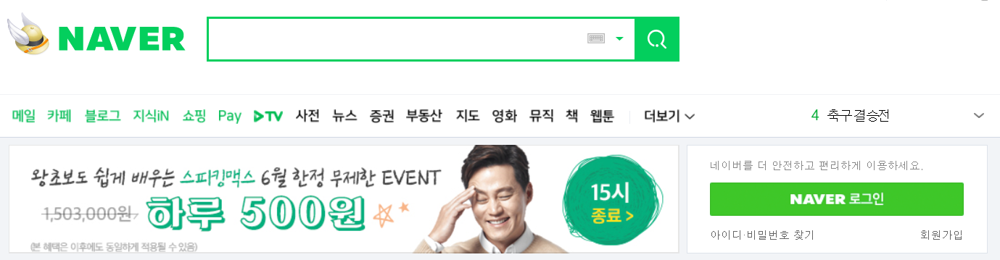 NAVER
메일 카페 블로그 지식iN 쇼핑 Pay TV 사전 뉴스 증권 부동산 지도 영화 뮤직 책 웹툰 더보기
4 축구결승전
왕초보도 쉽게 배우는 스피킹맥스 6월 한정 무제한 EVENT
1,503,000원
하루 500원
(본 혜택은 이후에도 동일하게 적용될 수 있음)
15시
종료 >
네이버를 더 안전하고 편리하게 이용하세요.
NAVER 로그인
아이디·비밀번호 찾기 회원가입